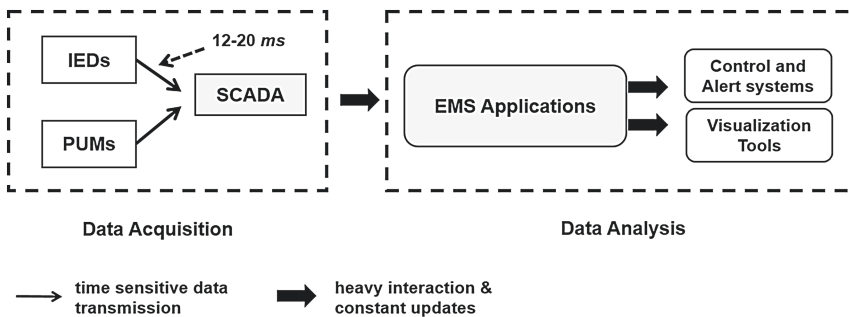 12-20 ms
IEDs
SCADA
PUMs
EMS Applications
Control and
Alert systems
Visualization
Tools
Data Acquisition
Data Analysis
time sensitive data
transmission
heavy interaction &
constant updates